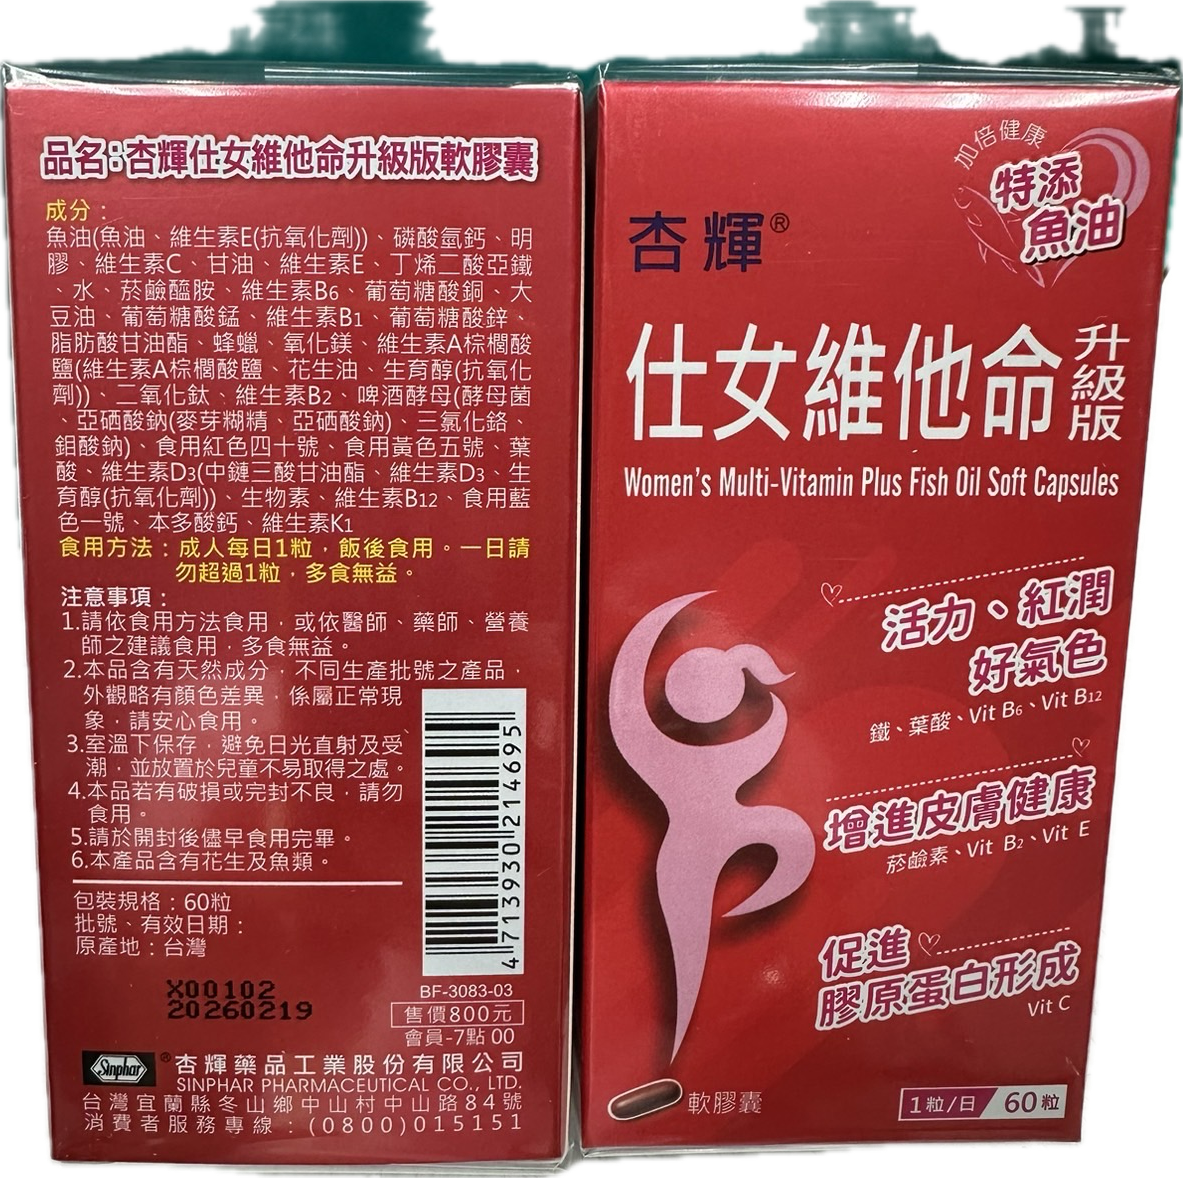 品名：杏輝仕女維他命升級版軟膠囊
成分：
魚油(魚油、維生素E(抗氧化劑))、磷酸氫鈣、明
膠、維生素C、甘油、維生素E、丁烯二酸亞鐵
、水、菸鹼醯胺、維生素B6、葡萄糖酸銅、大
豆油、葡萄糖酸錳、維生素B1、葡萄糖酸鋅、
脂肪酸甘油酯、蜂蠟、氧化鎂、維生素A棕櫚酸
鹽(維生素A棕櫚酸鹽、花生油、生育醇(抗氧化
劑))、二氧化鈦、維生素B2、啤酒酵母(酵母菌
、亞硒酸鈉(麥芽糊精、亞硒酸鈉)、三氯化鉻、
鉬酸鈉)、食用紅色四十號、食用黃色五號、葉
酸、維生素D3(中鏈三酸甘油酯、維生素D3、生
育醇(抗氧化劑))、生物素、維生素B12、食用藍
色一號、本多酸鈣、維生素K1
食用方法：成人每日1粒，飯後食用。一日請
勿超過1粒，多食無益。
注意事項：
1.請依食用方法食用，或依醫師、藥師、營養
師之建議食用，多食無益。
2.本品含有天然成分，不同生產批號之產品，
外觀略有顏色差異，係屬正常現
象，請安心食用。
3.室溫下保存，避免日光直射及受
潮，並放置於兒童不易取得之處。
4.本品若有破損或完封不良，請勿
食用。
5.請於開封後儘早食用完畢。
6.本產品含有花生及魚類。
包裝規格：60粒
批號、有效日期：
原產地：台灣
X00102
20260219
4 713930 214695
BF-3083-03
售價800元
會員-7點00
Sinphar ® 杏輝藥品工業股份有限公司
SINPHAR PHARMACEUTICAL CO., LTD.
台灣宜蘭縣冬山鄉中山村中山路84號
消費者服務專線：(0800)015151
加倍健康
特添
魚油
杏輝®
仕女維他命升級版
Women's Multi-Vitamin Plus Fish Oil Soft Capsules
活力、紅潤
好氣色
鐵、葉酸、Vit B6、Vit B12
增進皮膚健康
菸鹼素、Vit B2、Vit E
促進
膠原蛋白形成
Vit C
軟膠囊
1粒/日 60粒